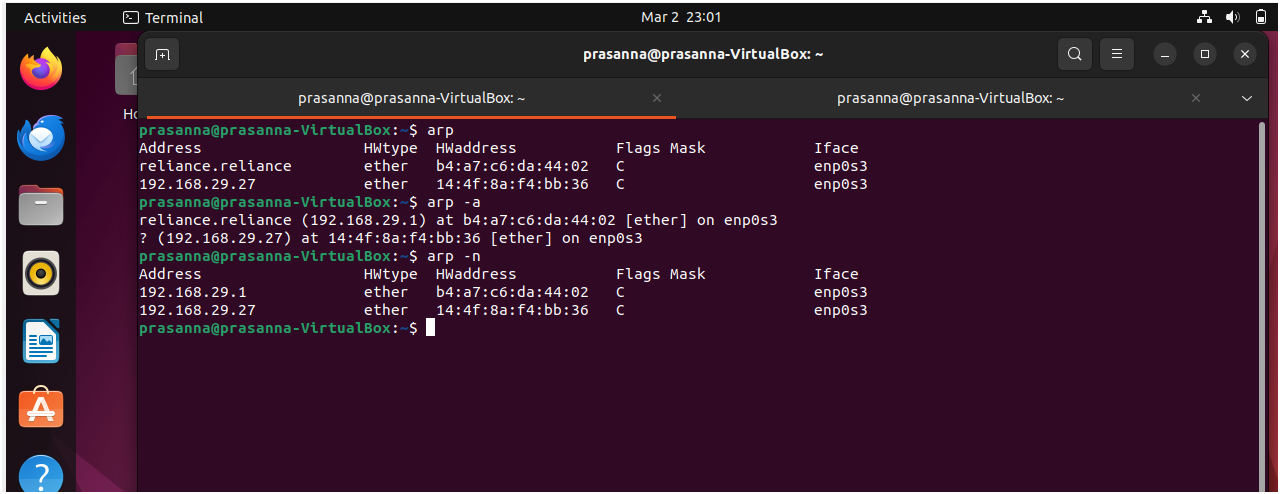 Activities Terminal Mar 2 23:01
prasanna@prasanna-VirtualBox: ~
prasanna@prasanna-VirtualBox: ~ × prasanna@prasanna-VirtualBox: ~ ×
Ho
prasanna@prasanna-VirtualBox:~$ arp
Address                  HWtype  HWaddress           Flags Mask            Iface
reliance.reliance        ether   b4:a7:c6:da:44:02   C                     enp0s3
192.168.29.27            ether   14:4f:8a:f4:bb:36   C                     enp0s3
prasanna@prasanna-VirtualBox:~$ arp -a
reliance.reliance (192.168.29.1) at b4:a7:c6:da:44:02 [ether] on enp0s3
? (192.168.29.27) at 14:4f:8a:f4:bb:36 [ether] on enp0s3
prasanna@prasanna-VirtualBox:~$ arp -n
Address                  HWtype  HWaddress           Flags Mask            Iface
192.168.29.1             ether   b4:a7:c6:da:44:02   C                     enp0s3
192.168.29.27            ether   14:4f:8a:f4:bb:36   C                     enp0s3
prasanna@prasanna-VirtualBox:~$